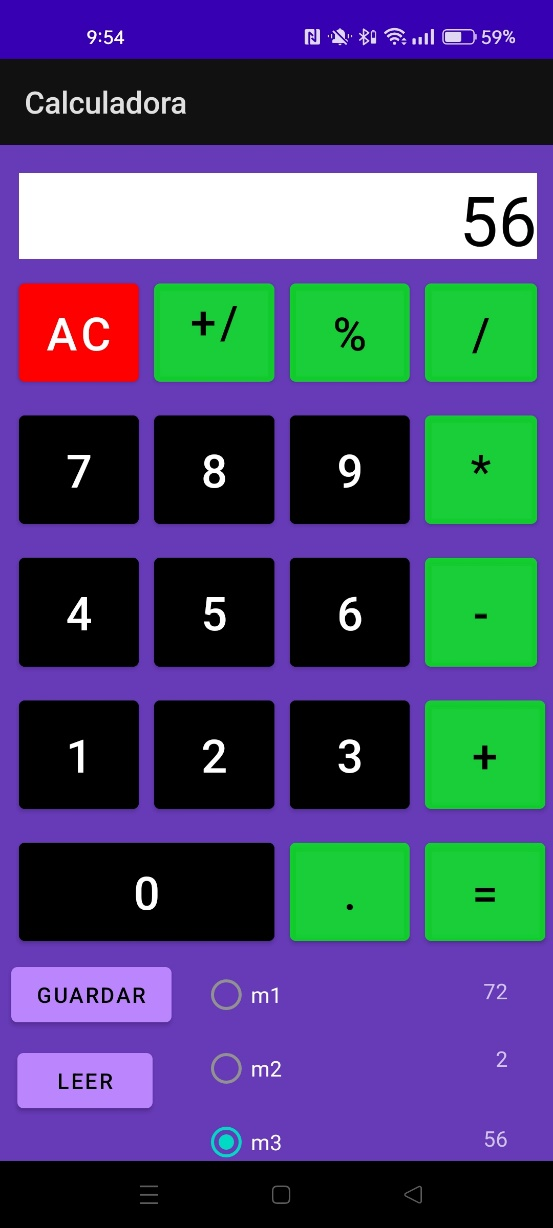 9:54 59%
Calculadora
56
AC +/ % /
7 8 9 *
4 5 6 -
1 2 3 +
0 . =
GUARDAR m1 72
LEER m2 2
m3 56